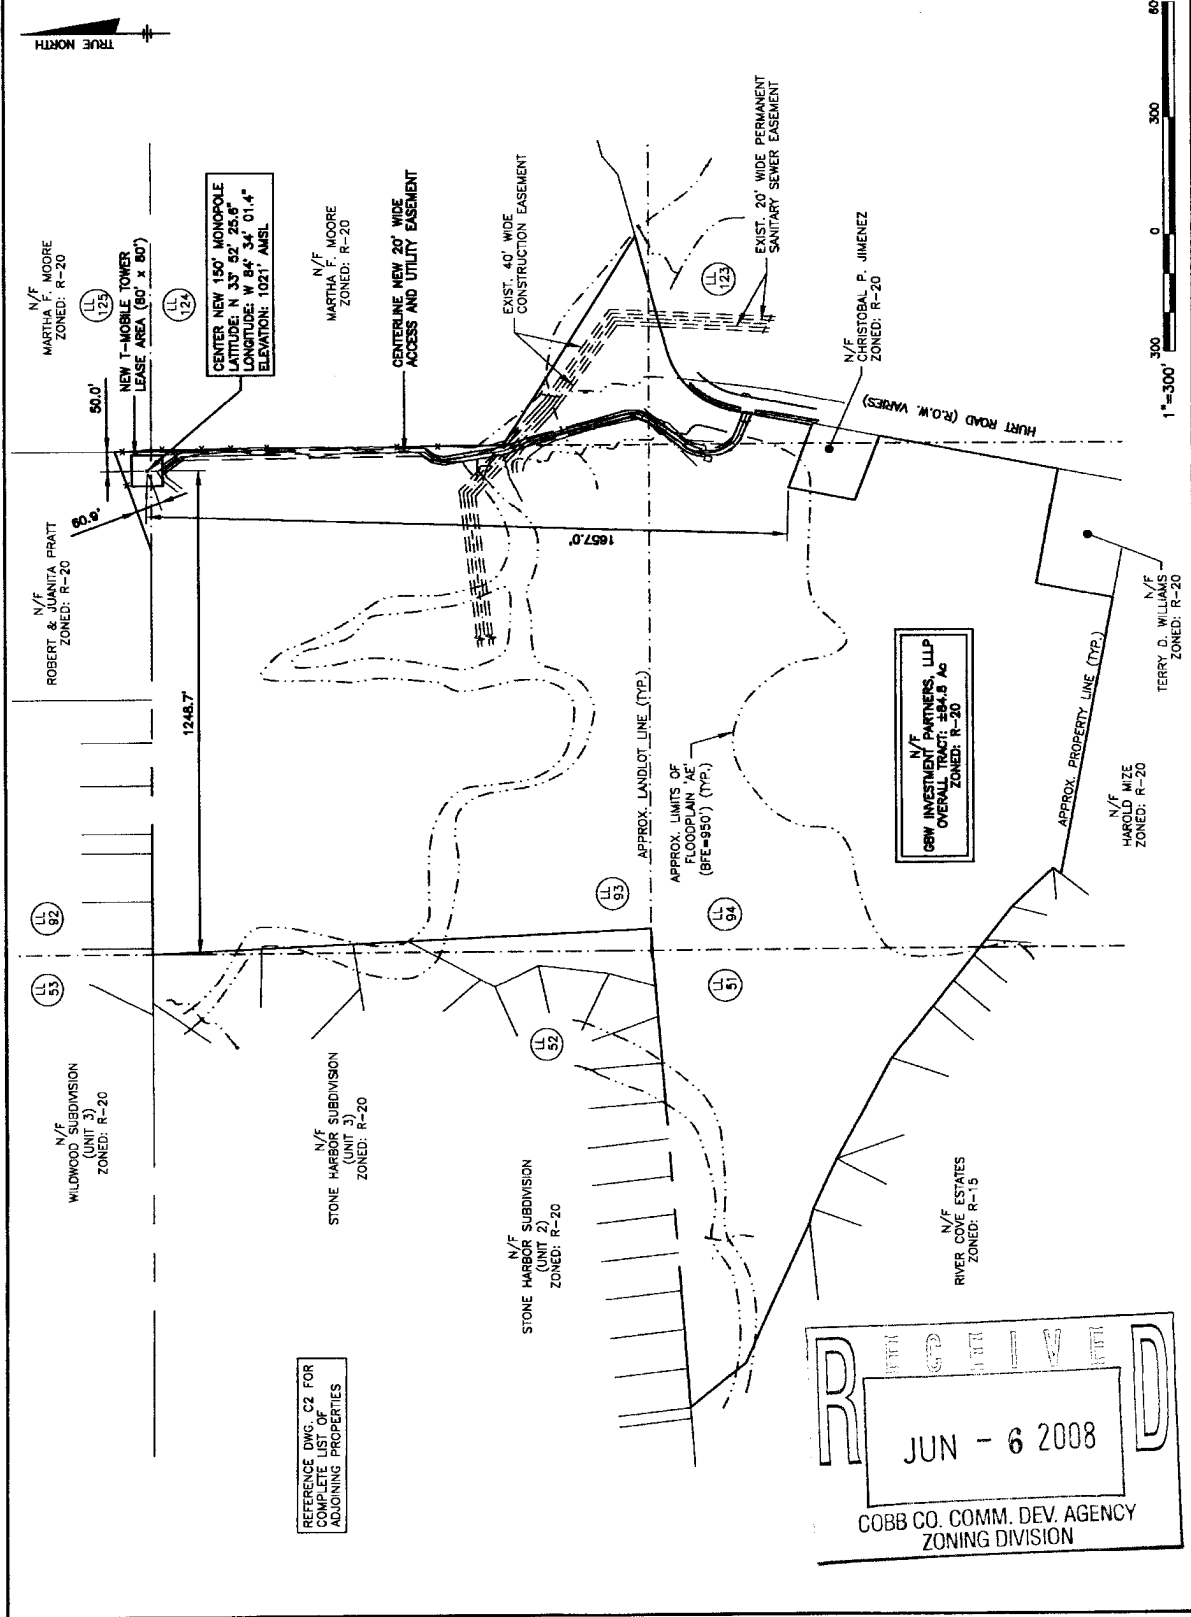 TRUE NORTH
N/F
MARTHA F. MOORE
ZONED: R-20
LL
125
50.0'
NEW T-MOBILE TOWER
LEASE AREA (80' x 80')
LL
124
CENTER NEW 150' MONOPOLE
LATITUDE: N 33° 52' 25.6"
LONGITUDE: W 84° 34' 01.4"
ELEVATION: 1021' AMSL
N/F
MARTHA F. MOORE
ZONED: R-20
CENTERLINE NEW 20' WIDE
ACCESS AND UTILITY EASEMENT
EXIST. 40' WIDE
CONSTRUCTION EASEMENT
EXIST. 20' WIDE PERMANENT
SANITARY SEWER EASEMENT
LL
123
N/F
CHRISTOBAL P. JIMENEZ
ZONED: R-20
HURT ROAD (R.O.W. VARIES)
300
0
300
1"=300'
N/F
ROBERT & JUANITA PRATT
ZONED: R-20
60.9'
1248.7'
1657.0'
APPROX. LANDLOT LINE (TYP.)
APPROX. LIMITS OF
FLOODPLAIN 'AE'
(BFE=950') (TYP.)
N/F
GBW INVESTMENT PARTNERS, LLLP
OVERALL TRACT: ±84.8 Ac
ZONED: R-20
N/F
TERRY D. WILLIAMS
ZONED: R-20
APPROX. PROPERTY LINE (TYP.)
N/F
HAROLD MIZE
ZONED: R-20
LL
92
LL
53
LL
93
LL
94
LL
51
LL
52
N/F
WILDWOOD SUBDIVISION
(UNIT 3)
ZONED: R-20
N/F
STONE HARBOR SUBDIVISION
(UNIT 3)
ZONED: R-20
N/F
STONE HARBOR SUBDIVISION
(UNIT 2)
ZONED: R-20
N/F
RIVER COVE ESTATES
ZONED: R-15
REFERENCE DWG. C2 FOR
COMPLETE LIST OF
ADJOINING PROPERTIES
RECEIVED
JUN - 6 2008
COBB CO. COMM. DEV. AGENCY
ZONING DIVISION